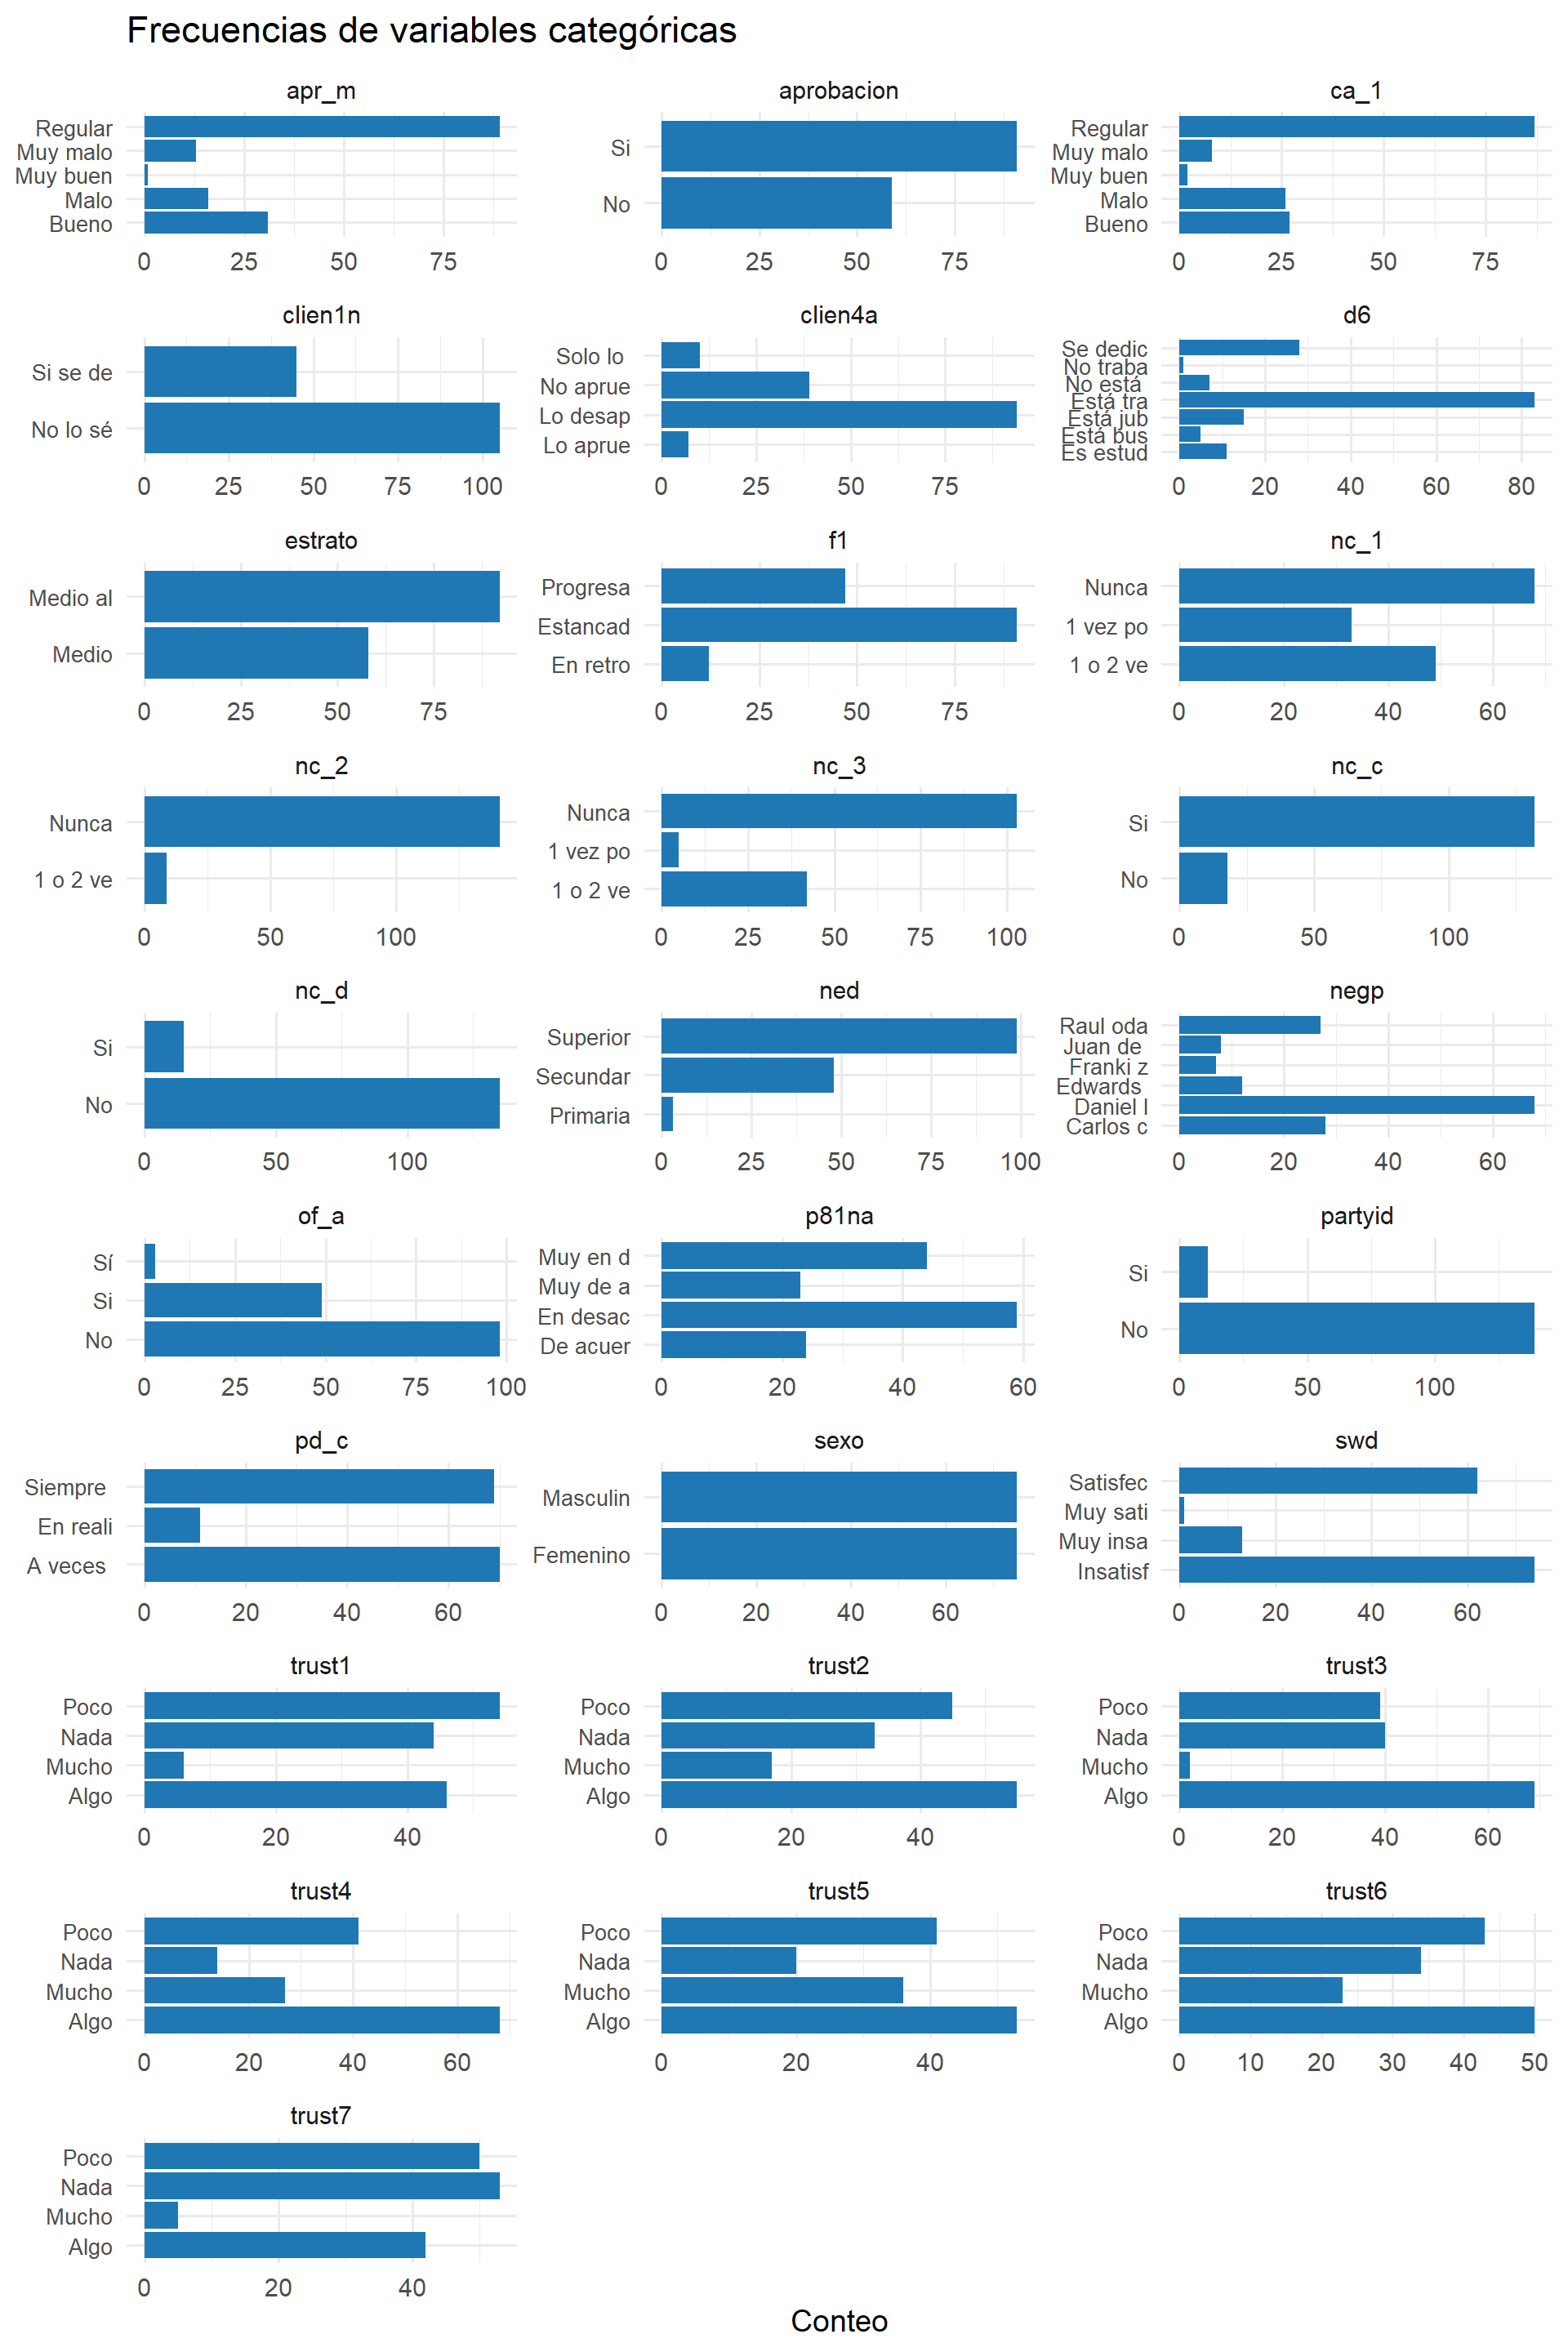 Frecuencias de variables categóricas
apr_m
Regular
Muy malo
Muy buen
Malo
Bueno
0 25 50 75
aprobacion
Si
No
0 25 50 75
ca_1
Regular
Muy malo
Muy buen
Malo
Bueno
0 25 50 75
clien1n
Si se de
No lo sé
0 25 50 75 100
clien4a
Solo lo
No aprue
Lo desap
Lo aprue
0 25 50 75
d6
Se dedic
No traba
No está
Está tra
Está jub
Está bus
Es estud
0 20 40 60 80
estrato
Medio al
Medio
0 25 50 75
f1
Progresa
Estancad
En retro
0 25 50 75
nc_1
Nunca
1 vez po
1 o 2 ve
0 20 40 60
nc_2
Nunca
1 o 2 ve
0 50 100
nc_3
Nunca
1 vez po
1 o 2 ve
0 25 50 75 100
nc_c
Si
No
0 50 100
nc_d
Si
No
0 50 100
ned
Superior
Secundar
Primaria
0 25 50 75 100
negp
Raul oda
Juan de
Franki z
Edwards
Daniel l
Carlos c
0 20 40 60
of_a
Sí
Si
No
0 25 50 75 100
p81na
Muy en d
Muy de a
En desac
De acuer
0 20 40 60
partyid
Si
No
0 50 100
pd_c
Siempre
En reali
A veces
0 20 40 60
sexo
Masculin
Femenino
0 20 40 60
swd
Satisfec
Muy sati
Muy insa
Insatisf
0 20 40 60
trust1
Poco
Nada
Mucho
Algo
0 20 40
trust2
Poco
Nada
Mucho
Algo
0 20 40
trust3
Poco
Nada
Mucho
Algo
0 20 40 60
trust4
Poco
Nada
Mucho
Algo
0 20 40 60
trust5
Poco
Nada
Mucho
Algo
0 20 40
trust6
Poco
Nada
Mucho
Algo
0 10 20 30 40 50
trust7
Poco
Nada
Mucho
Algo
0 20 40
Conteo